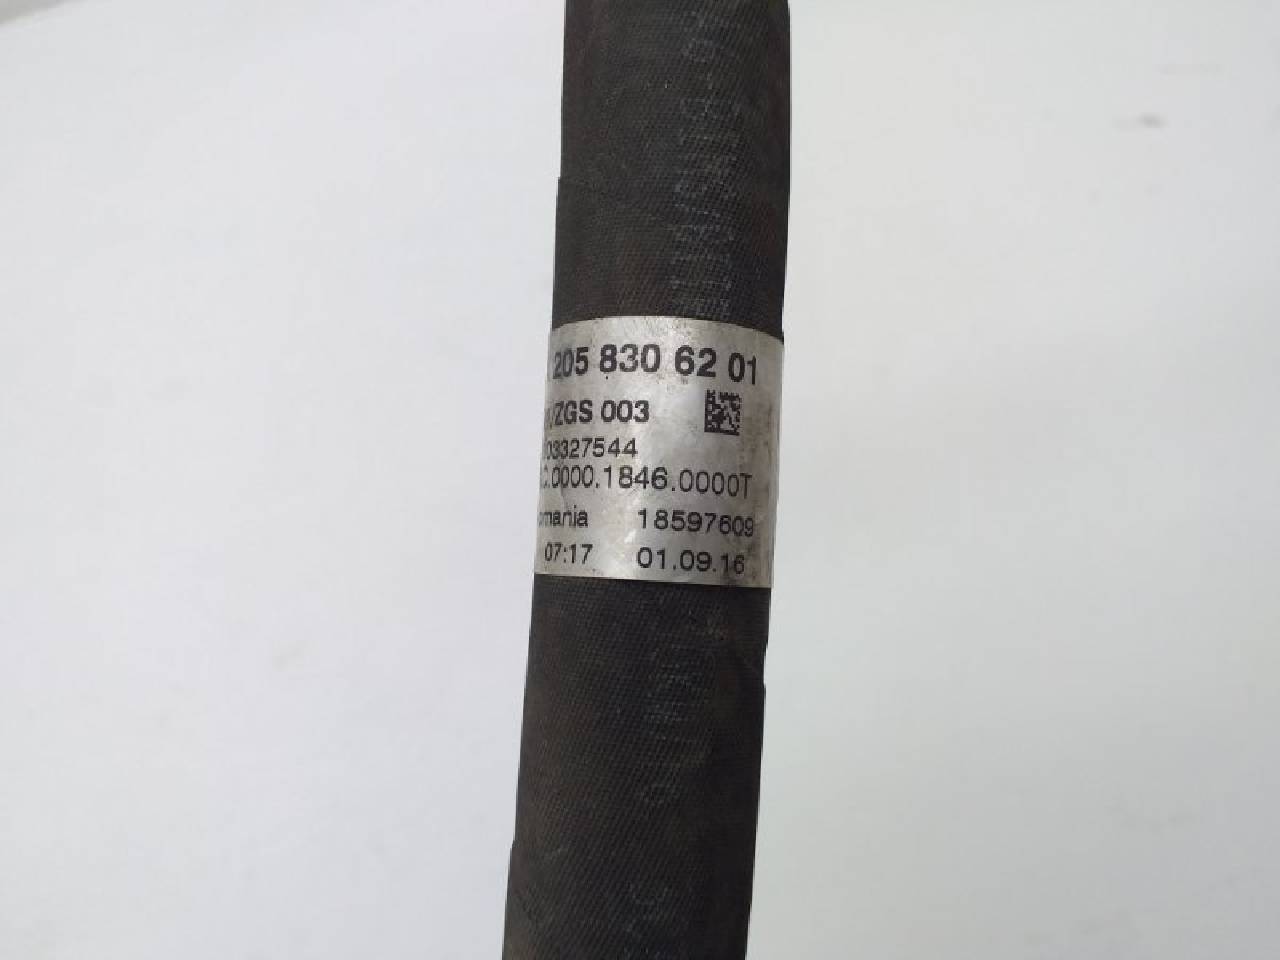 205 830 62 01
/ZGS 003
03327544
.0000.1846.0000T
omania 18597609
07:17 01.09.16